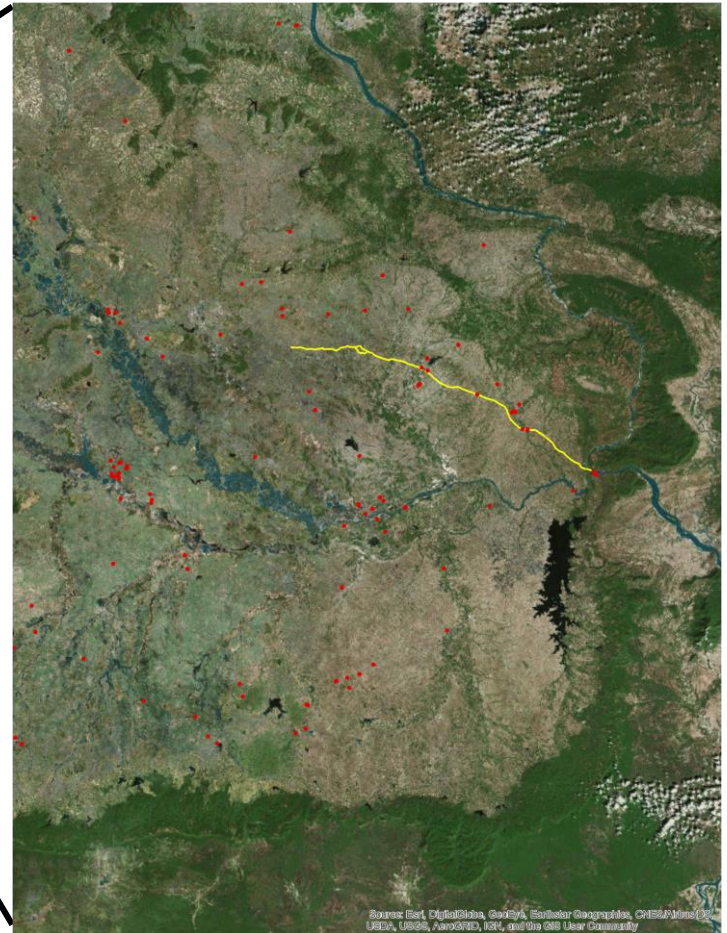 Source: Esri, DigitalGlobe, GeoEye, Earthstar Geographics, CNES/Airbus DS,
USDA, USGS, AeroGRID, IGN, and the GIS User Community